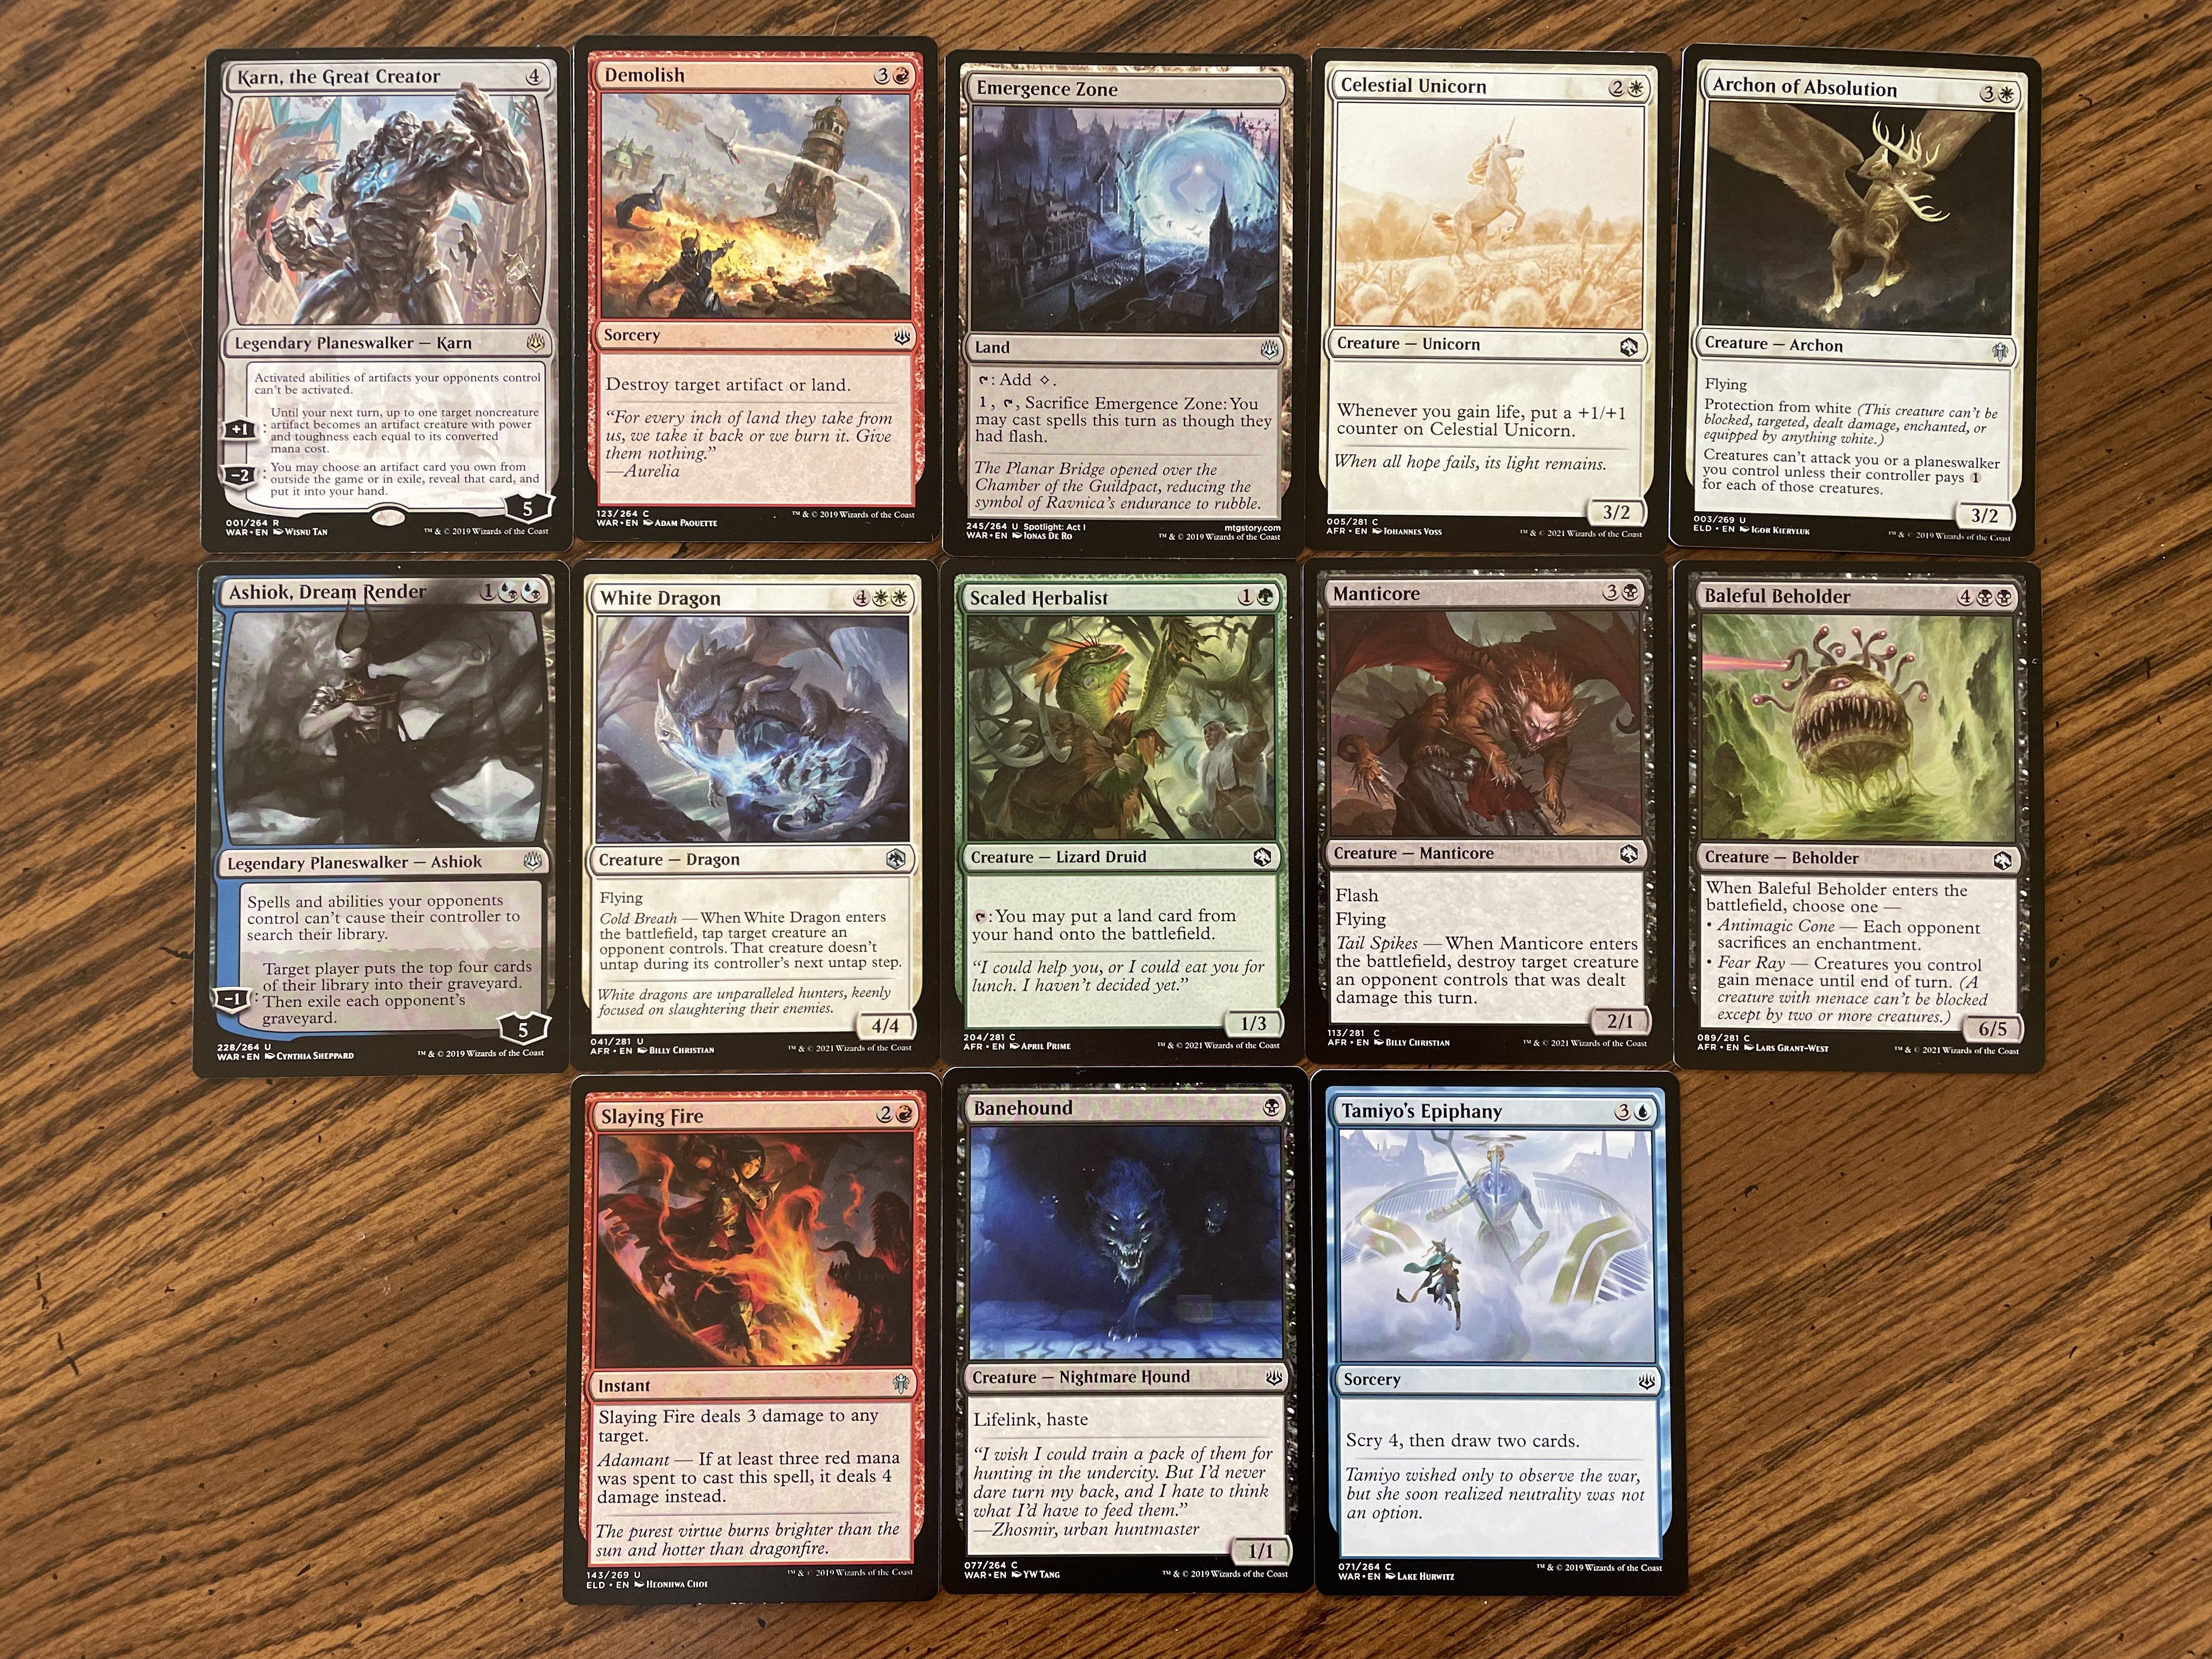 Karn, the Great Creator 4
Legendary Planeswalker — Karn
Activated abilities of artifacts your opponents control
can't be activated.
+1: Until your next turn, up to one target noncreature
artifact becomes an artifact creature with power
and toughness each equal to its converted
mana cost.
−2: You may choose an artifact card you own from
outside the game or in exile, reveal that card, and
put it into your hand.
5
001/264 R
WAR • EN Wisnu Tan
™ & © 2019 Wizards of the Coast
Demolish 3
Sorcery
Destroy target artifact or land.
"For every inch of land they take from
us, we take it back or we burn it. Give
them nothing."
—Aurelia
123/264 C
WAR • EN Adam Paquette
™ & © 2019 Wizards of the Coast
Emergence Zone
Land
: Add .
1, , Sacrifice Emergence Zone: You
may cast spells this turn as though they
had flash.
The Planar Bridge opened over the
Chamber of the Guildpact, reducing the
symbol of Ravnica's endurance to rubble.
245/264 U Spotlight: Act I mtgstory.com
WAR • EN Jonas De Ro
™ & © 2019 Wizards of the Coast
Celestial Unicorn 2
Creature — Unicorn
Whenever you gain life, put a +1/+1
counter on Celestial Unicorn.
When all hope fails, its light remains.
3/2
005/281 C
AFR • EN Johannes Voss
™ & © 2021 Wizards of the Coast
Archon of Absolution 3
Creature — Archon
Flying
Protection from white (This creature can't be
blocked, targeted, dealt damage, enchanted, or
equipped by anything white.)
Creatures can't attack you or a planeswalker
you control unless their controller pays 1
for each of those creatures.
3/2
003/269 U
ELD • EN Igor Kieryluk
™ & © 2019 Wizards of the Coast
Ashiok, Dream Render 1
Legendary Planeswalker — Ashiok
Spells and abilities your opponents
control can't cause their controller to
search their library.
−1: Target player puts the top four cards
of their library into their graveyard.
Then exile each opponent's
graveyard.
5
228/264 U
WAR • EN Cynthia Sheppard
™ & © 2019 Wizards of the Coast
White Dragon 4
Creature — Dragon
Flying
Cold Breath — When White Dragon enters
the battlefield, tap target creature an
opponent controls. That creature doesn't
untap during its controller's next untap step.
White dragons are unparalleled hunters, keenly
focused on slaughtering their enemies.
4/4
041/281 U
AFR • EN Billy Christian
™ & © 2021 Wizards of the Coast
Scaled Herbalist 1
Creature — Lizard Druid
: You may put a land card from
your hand onto the battlefield.
"I could help you, or I could eat you for
lunch. I haven't decided yet."
1/3
204/281 C
AFR • EN April Prime
™ & © 2021 Wizards of the Coast
Manticore 3
Creature — Manticore
Flash
Flying
Tail Spikes — When Manticore enters
the battlefield, destroy target creature
an opponent controls that was dealt
damage this turn.
2/1
113/281 C
AFR • EN Billy Christian
™ & © 2021 Wizards of the Coast
Baleful Beholder 4
Creature — Beholder
When Baleful Beholder enters the
battlefield, choose one —
• Antimagic Cone — Each opponent
sacrifices an enchantment.
• Fear Ray — Creatures you control
gain menace until end of turn. (A
creature with menace can't be blocked
except by two or more creatures.)
6/5
089/281 C
AFR • EN Lars Grant-West
™ & © 2021 Wizards of the Coast
Slaying Fire 2
Instant
Slaying Fire deals 3 damage to any
target.
Adamant — If at least three red mana
was spent to cast this spell, it deals 4
damage instead.
The purest virtue burns brighter than the
sun and hotter than dragonfire.
143/269 U
ELD • EN Heonhwa Choe
™ & © 2019 Wizards of the Coast
Banehound
Creature — Nightmare Hound
Lifelink, haste
"I wish I could train a pack of them for
hunting in the undercity. But I'd never
dare turn my back, and I hate to think
what I'd have to feed them."
—Zhosmir, urban huntmaster
1/1
077/264 C
WAR • EN YW Tang
™ & © 2019 Wizards of the Coast
Tamiyo's Epiphany 3
Sorcery
Scry 4, then draw two cards.
Tamiyo wished only to observe the war,
but she soon realized neutrality was not
an option.
071/264 C
WAR • EN Lake Hurwitz
™ & © 2019 Wizards of the Coast